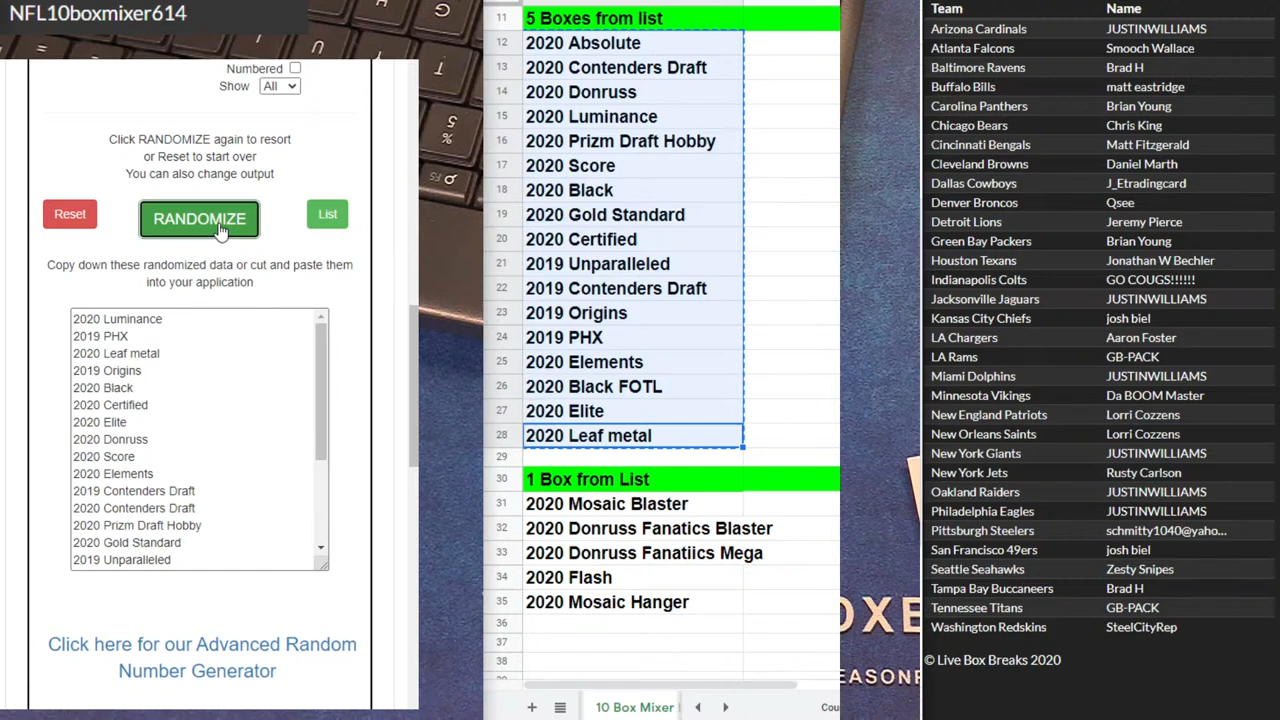 NFL10boxmixer614
Numbered
Show All
Click RANDOMIZE again to resort
or Reset to start over
You can also change output
Reset
RANDOMIZE
List
Copy down these randomized data or cut and paste them
into your application
2020 Luminance
2019 PHX
2020 Leaf metal
2019 Origins
2020 Black
2020 Certified
2020 Elite
2020 Donruss
2020 Score
2020 Elements
2019 Contenders Draft
2020 Contenders Draft
2020 Prizm Draft Hobby
2020 Gold Standard
2019 Unparalleled
Click here for our Advanced Random
Number Generator
11 5 Boxes from list
12 2020 Absolute
13 2020 Contenders Draft
14 2020 Donruss
15 2020 Luminance
16 2020 Prizm Draft Hobby
17 2020 Score
18 2020 Black
19 2020 Gold Standard
20 2020 Certified
21 2019 Unparalleled
22 2019 Contenders Draft
23 2019 Origins
24 2019 PHX
25 2020 Elements
26 2020 Black FOTL
27 2020 Elite
28 2020 Leaf metal
29
30 1 Box from List
31 2020 Mosaic Blaster
32 2020 Donruss Fanatics Blaster
33 2020 Donruss Fanatiics Mega
34 2020 Flash
35 2020 Mosaic Hanger
36
37
38
10 Box Mixer
Cou
Team Name
Arizona Cardinals JUSTINWILLIAMS
Atlanta Falcons Smooch Wallace
Baltimore Ravens Brad H
Buffalo Bills matt eastridge
Carolina Panthers Brian Young
Chicago Bears Chris King
Cincinnati Bengals Matt Fitzgerald
Cleveland Browns Daniel Marth
Dallas Cowboys J_Etradingcard
Denver Broncos Qsee
Detroit Lions Jeremy Pierce
Green Bay Packers Brian Young
Houston Texans Jonathan W Bechler
Indianapolis Colts GO COUGS!!!!!!
Jacksonville Jaguars JUSTINWILLIAMS
Kansas City Chiefs josh biel
LA Chargers Aaron Foster
LA Rams GB-PACK
Miami Dolphins JUSTINWILLIAMS
Minnesota Vikings Da BOOM Master
New England Patriots Lorri Cozzens
New Orleans Saints Lorri Cozzens
New York Giants JUSTINWILLIAMS
New York Jets Rusty Carlson
Oakland Raiders JUSTINWILLIAMS
Philadelphia Eagles JUSTINWILLIAMS
Pittsburgh Steelers schmitty1040@yaho...
San Francisco 49ers josh biel
Seattle Seahawks Zesty Snipes
Tampa Bay Buccaneers Brad H
Tennessee Titans GB-PACK
Washington Redskins SteelCityRep
© Live Box Breaks 2020